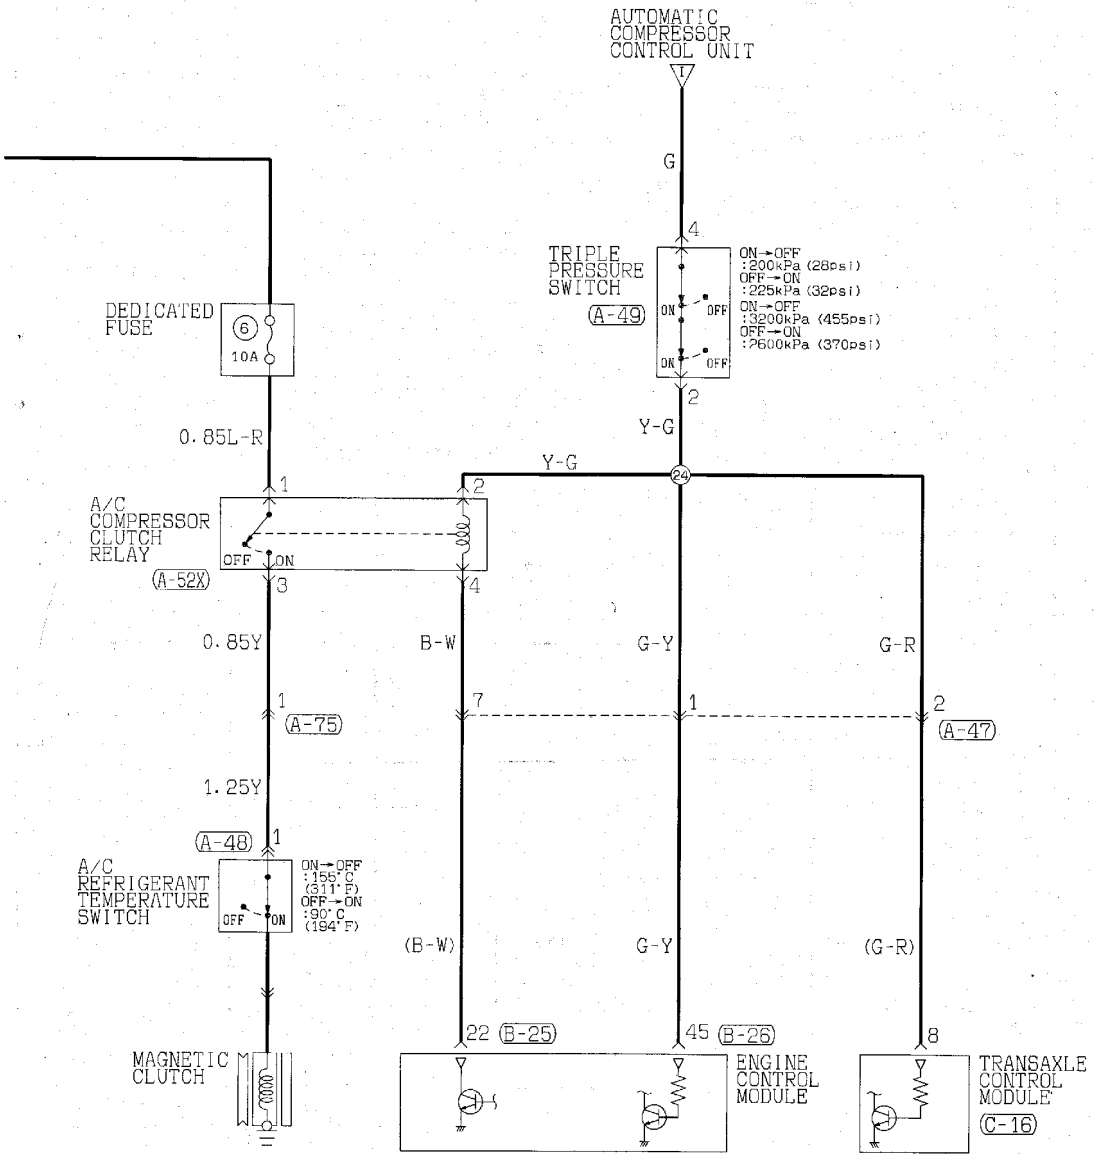 AUTOMATIC
COMPRESSOR
CONTROL UNIT
I
G
4
TRIPLE
PRESSURE
SWITCH
A-49
ON OFF
ON OFF
ON→OFF
:200kPa (28psi)
OFF→ON
:225kPa (32psi)
ON→OFF
:3200kPa (455psi)
OFF→ON
:2600kPa (370psi)
2
Y-G
DEDICATED
FUSE
6
10A
0.85L-R
Y-G
24
1
2
A/C
COMPRESSOR
CLUTCH
RELAY
OFF ON
A-52X
3
4
0.85Y
B-W
G-Y
G-R
1
A-75
7
1
2
A-47
1.25Y
A-48
1
A/C
REFRIGERANT
TEMPERATURE
SWITCH
OFF ON
ON→OFF
:155°C
(311°F)
OFF→ON
:90°C
(194°F)
(B-W)
G-Y
(G-R)
22
B-25
45
B-26
8
MAGNETIC
CLUTCH
ENGINE
CONTROL
MODULE
TRANSAXLE
CONTROL
MODULE
C-16